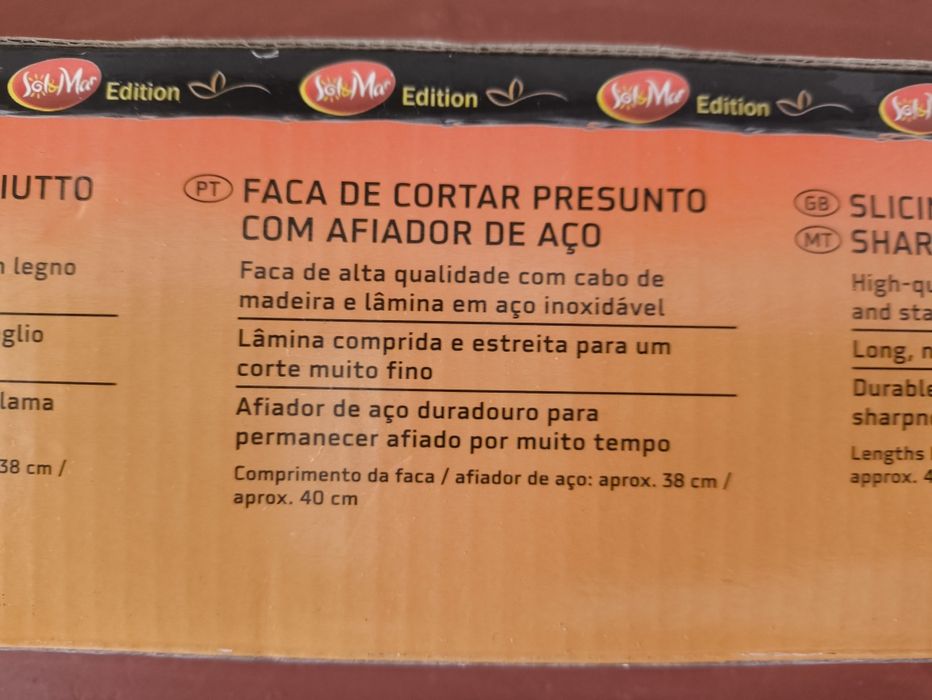 Sol&Mar Edition Sol&Mar Edition Sol&Mar Edition
IUTTO
legno
glio
lama
38 cm /
PT FACA DE CORTAR PRESUNTO
COM AFIADOR DE AÇO
Faca de alta qualidade com cabo de
madeira e lâmina em aço inoxidável
Lâmina comprida e estreita para um
corte muito fino
Afiador de aço duradouro para
permanecer afiado por muito tempo
Comprimento da faca / afiador de aço: aprox. 38 cm /
aprox. 40 cm
GB SLICI
MT SHAR
High-qu
and sta
Long, n
Durable
sharpn
Lengths
approx. 4